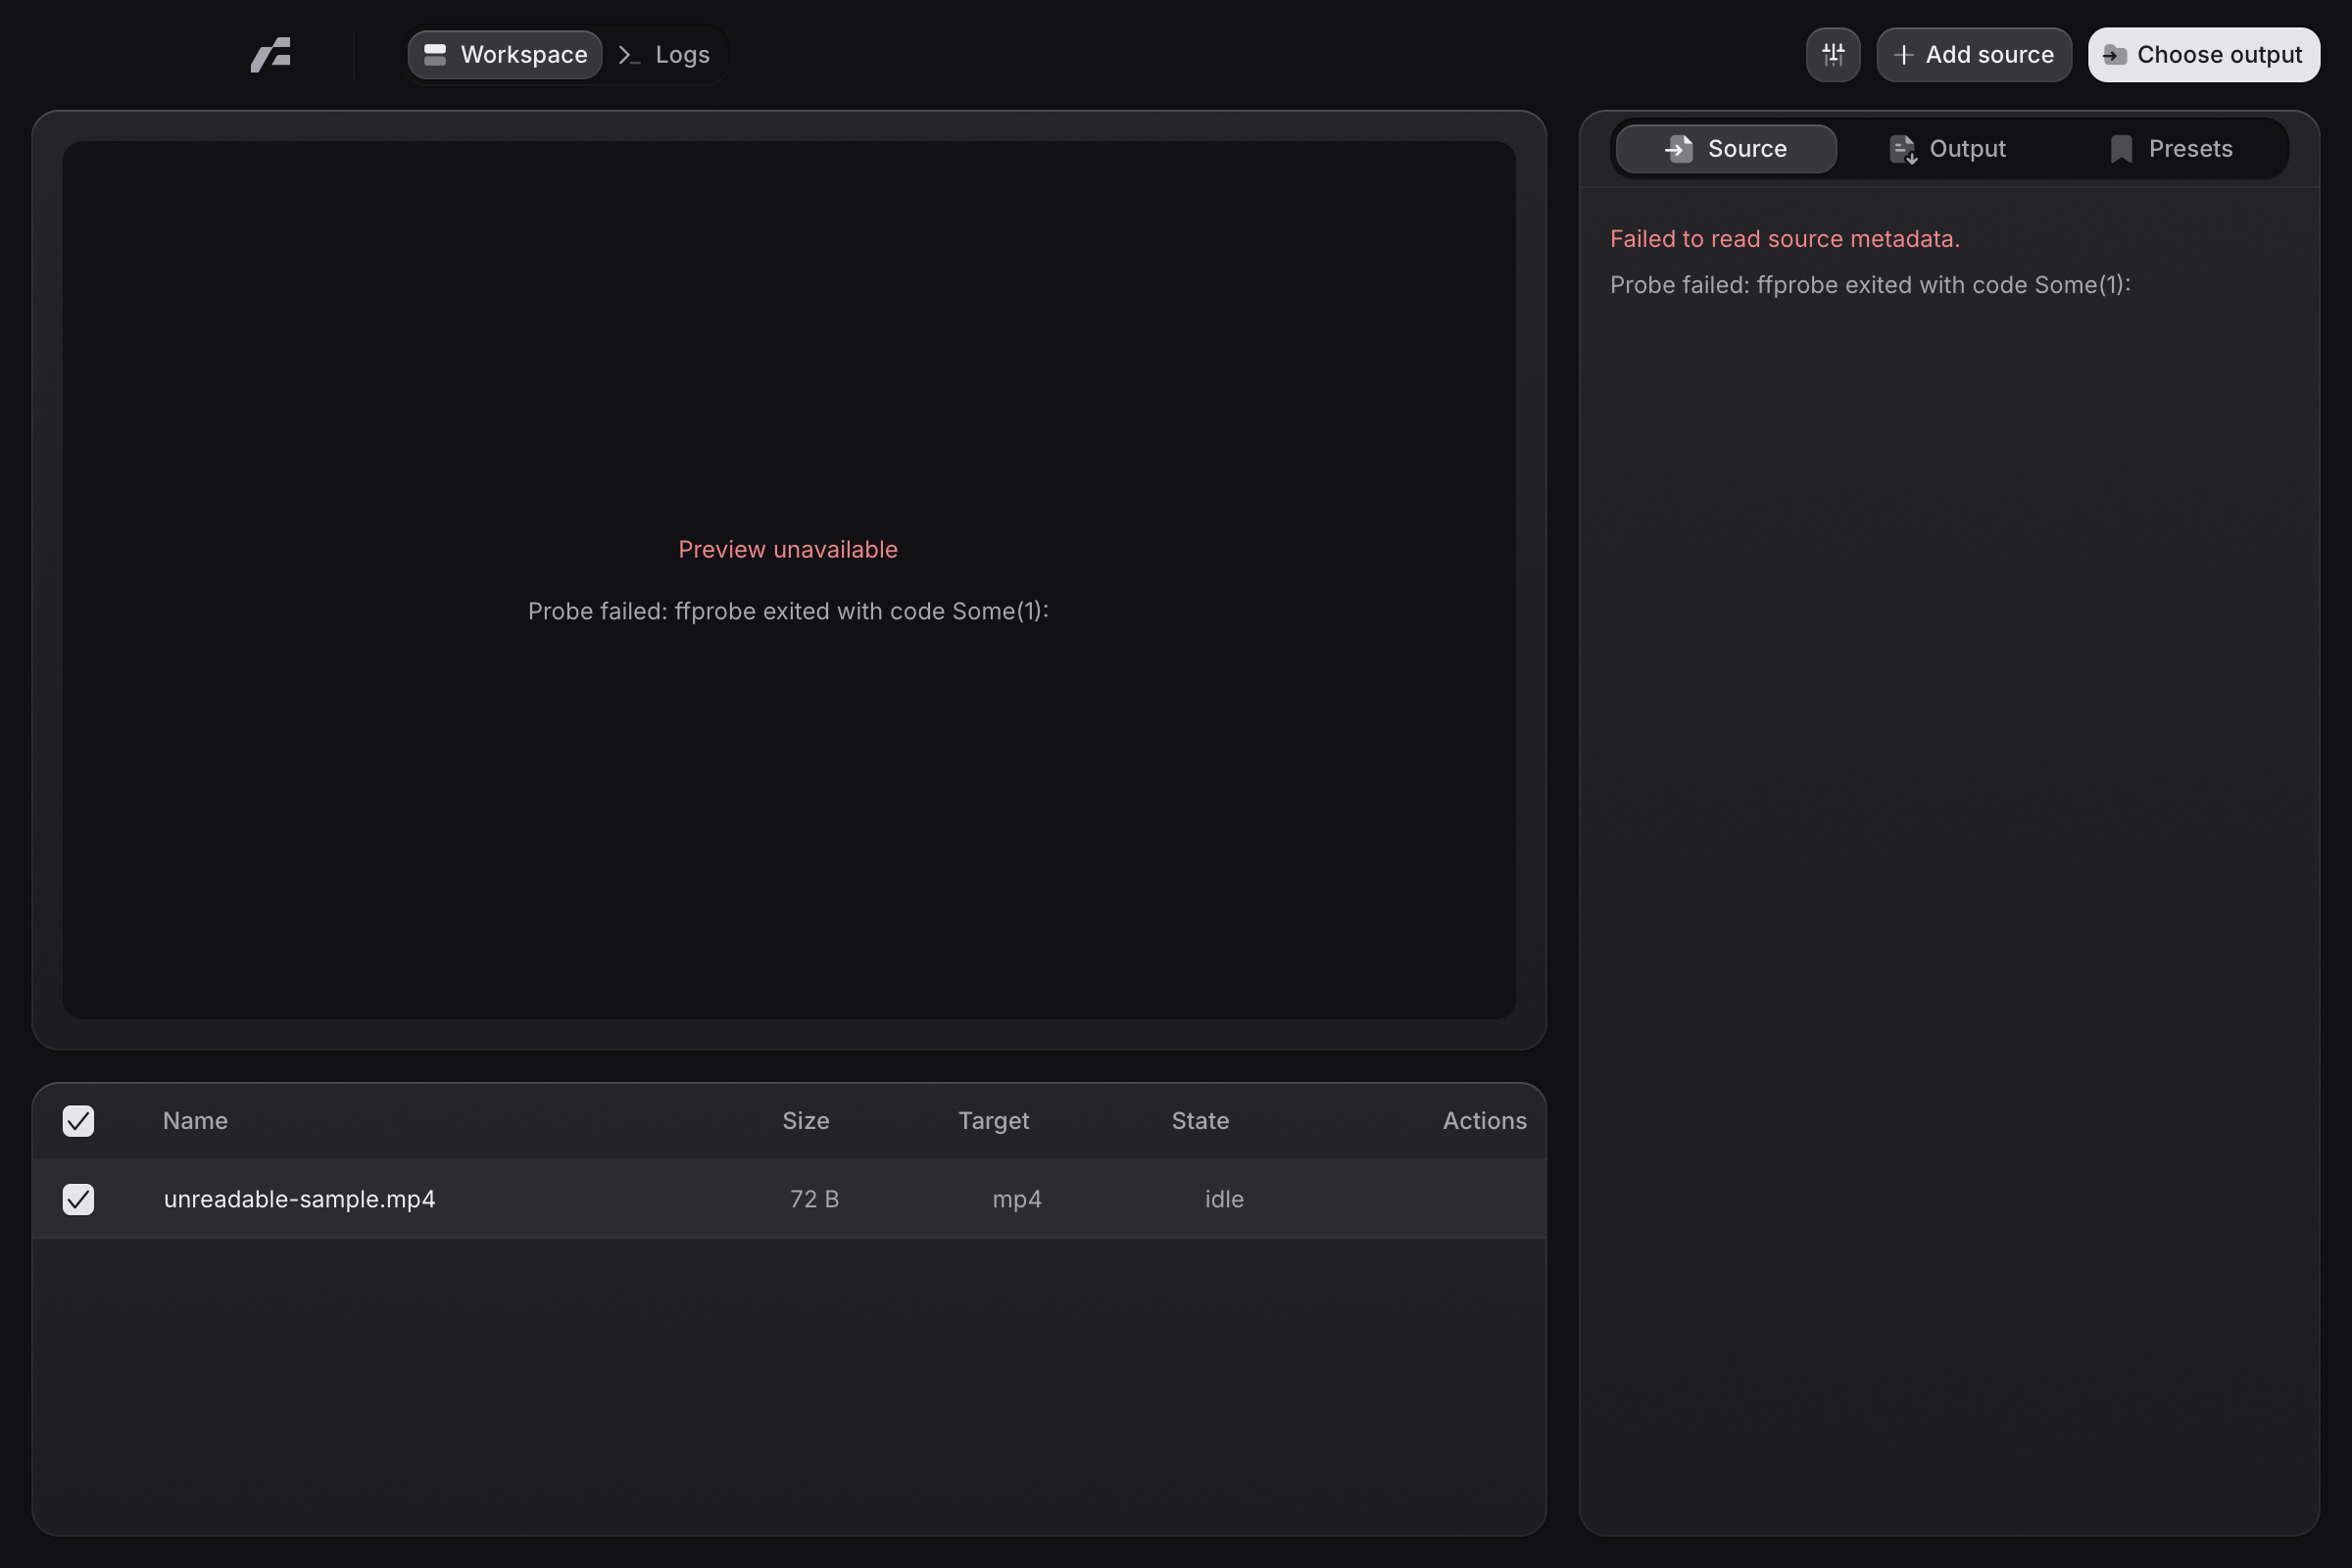 Workspace
Logs
Add source
Choose output
Source
Output
Presets
Failed to read source metadata.
Probe failed: ffprobe exited with code Some(1):
Preview unavailable
Probe failed: ffprobe exited with code Some(1):
Name Size Target State Actions
unreadable-sample.mp4 72 B mp4 idle